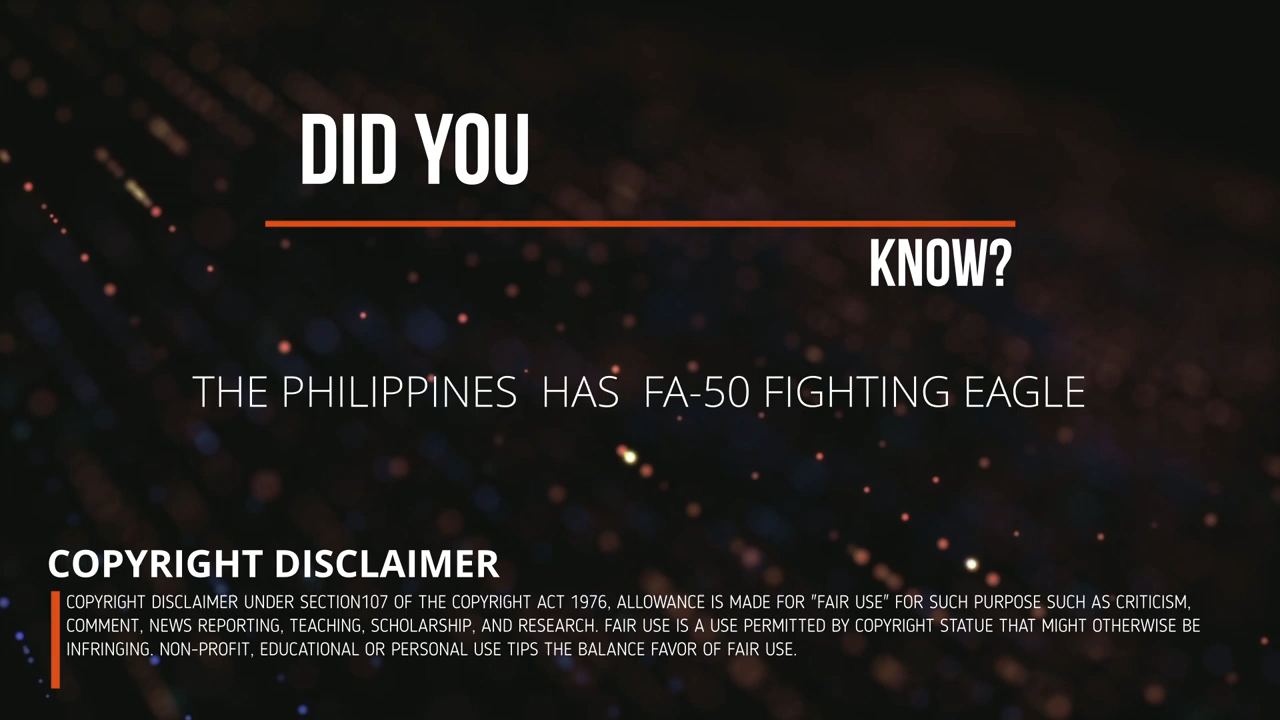 DID YOU
KNOW?
THE PHILIPPINES HAS FA-50 FIGHTING EAGLE
COPYRIGHT DISCLAIMER
COPYRIGHT DISCLAIMER UNDER SECTION107 OF THE COPYRIGHT ACT 1976, ALLOWANCE IS MADE FOR "FAIR USE" FOR SUCH PURPOSE SUCH AS CRITICISM,
COMMENT, NEWS REPORTING, TEACHING, SCHOLARSHIP, AND RESEARCH. FAIR USE IS A USE PERMITTED BY COPYRIGHT STATUE THAT MIGHT OTHERWISE BE
INFRINGING. NON-PROFIT, EDUCATIONAL OR PERSONAL USE TIPS THE BALANCE FAVOR OF FAIR USE.